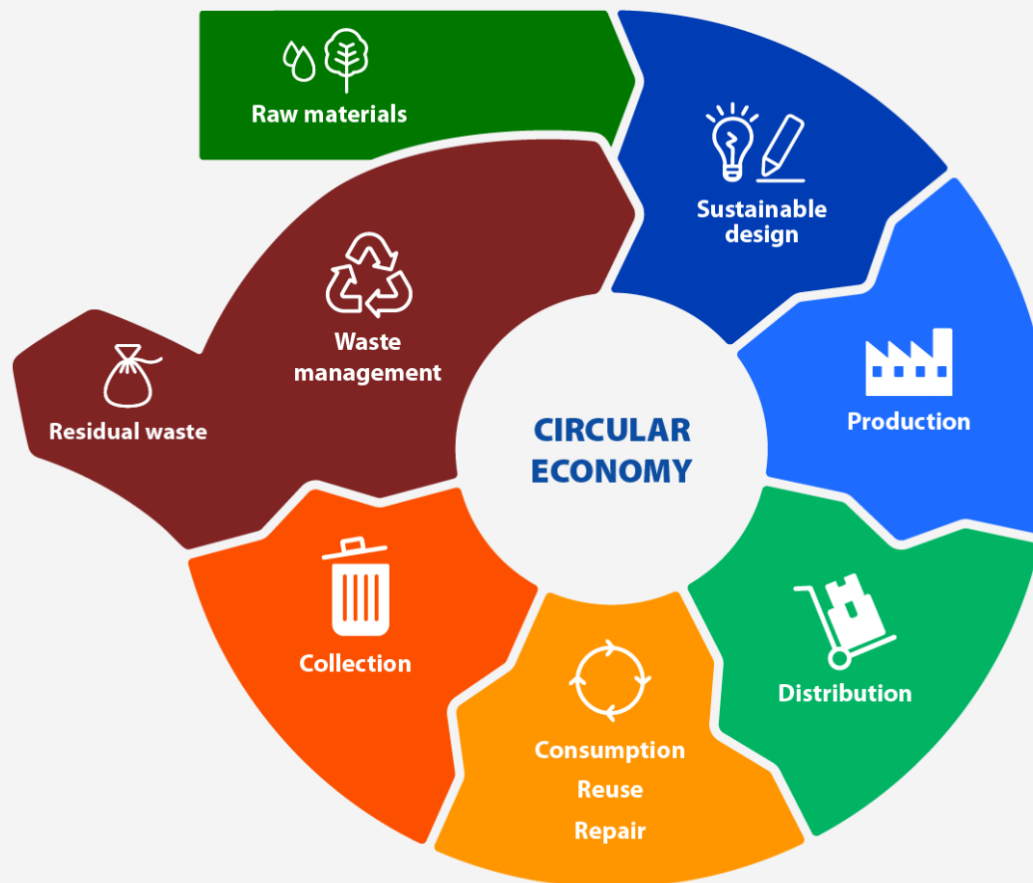 Raw materials
Sustainable
design
Production
Distribution
Consumption
Reuse
Repair
Collection
Waste
management
Residual waste
CIRCULAR
ECONOMY